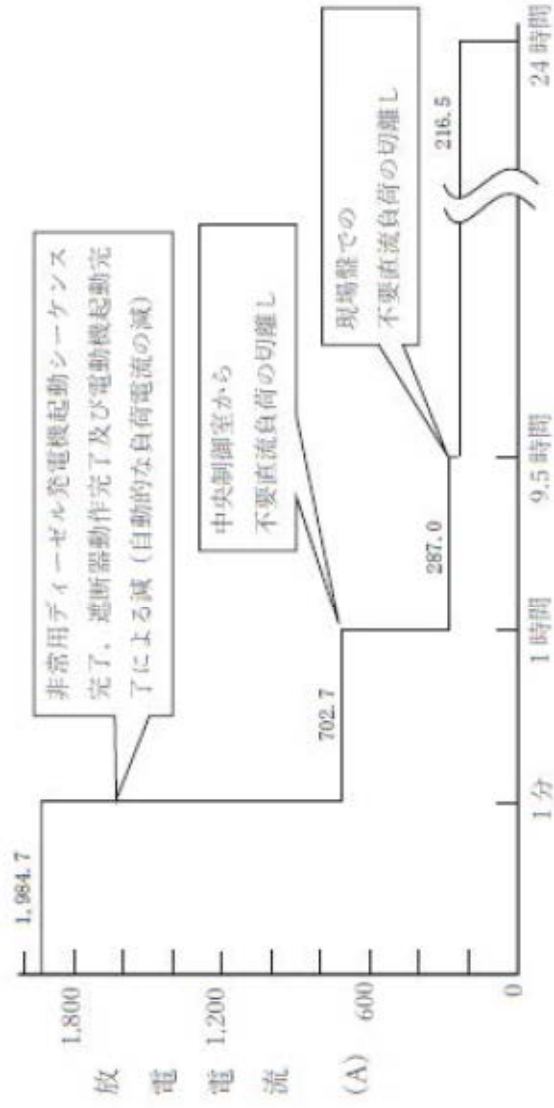 1,984.7
非常用ディーゼル発電機起動シーケンス
完了，遮断器動作完了及び電動機起動完
了による減（自動的な負荷電流の減）
702.7
中央制御室から
不要直流負荷の切離し
287.0
現場盤での
不要直流負荷の切離し
216.5
放電電流
(A)
1,800
1,200
600
0
1分
1時間
9.5時間
24時間